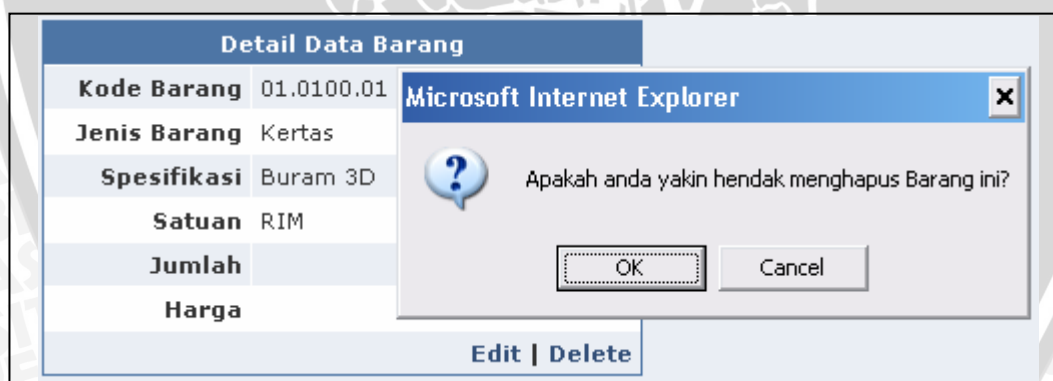 Detail Data Barang
Kode Barang 01.0100.01
Jenis Barang Kertas
Spesifikasi Buram 3D
Satuan RIM
Jumlah
Harga
Edit | Delete
Microsoft Internet Explorer
Apakah anda yakin hendak menghapus Barang ini?
OK Cancel